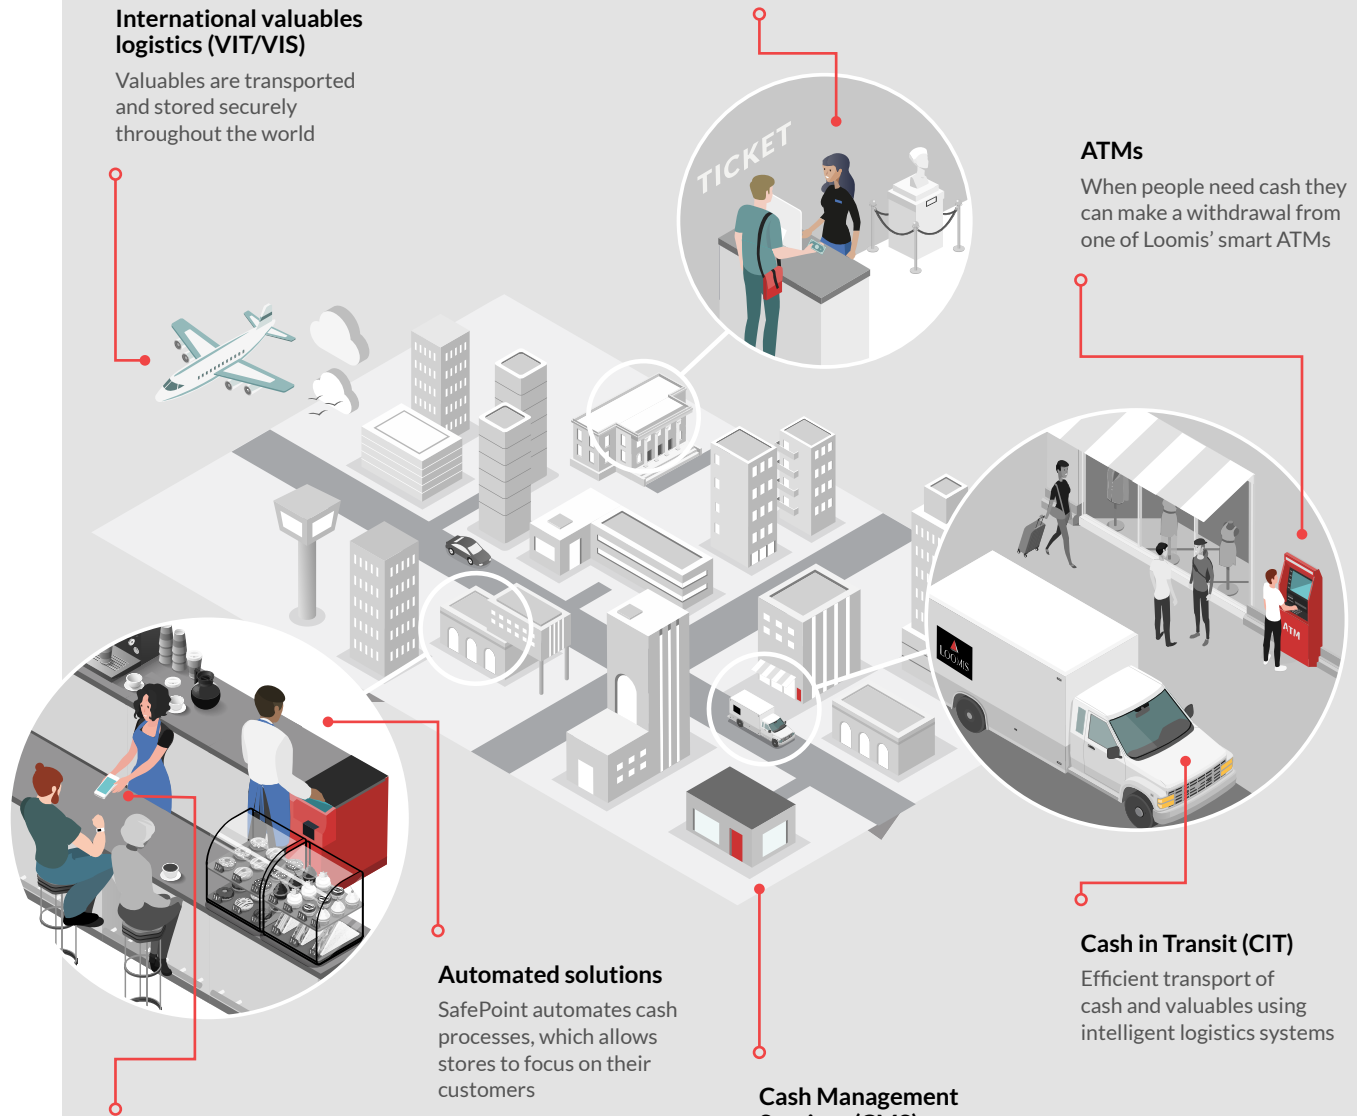 International valuables
logistics (VIT/VIS)
Valuables are transported
and stored securely
throughout the world
TICKET
ATMs
When people need cash they
can make a withdrawal from
one of Loomis’ smart ATMs
LOOMIS
ATM
Automated solutions
SafePoint automates cash
processes, which allows
stores to focus on their
customers
Cash in Transit (CIT)
Efficient transport of
cash and valuables using
intelligent logistics systems
Cash Management